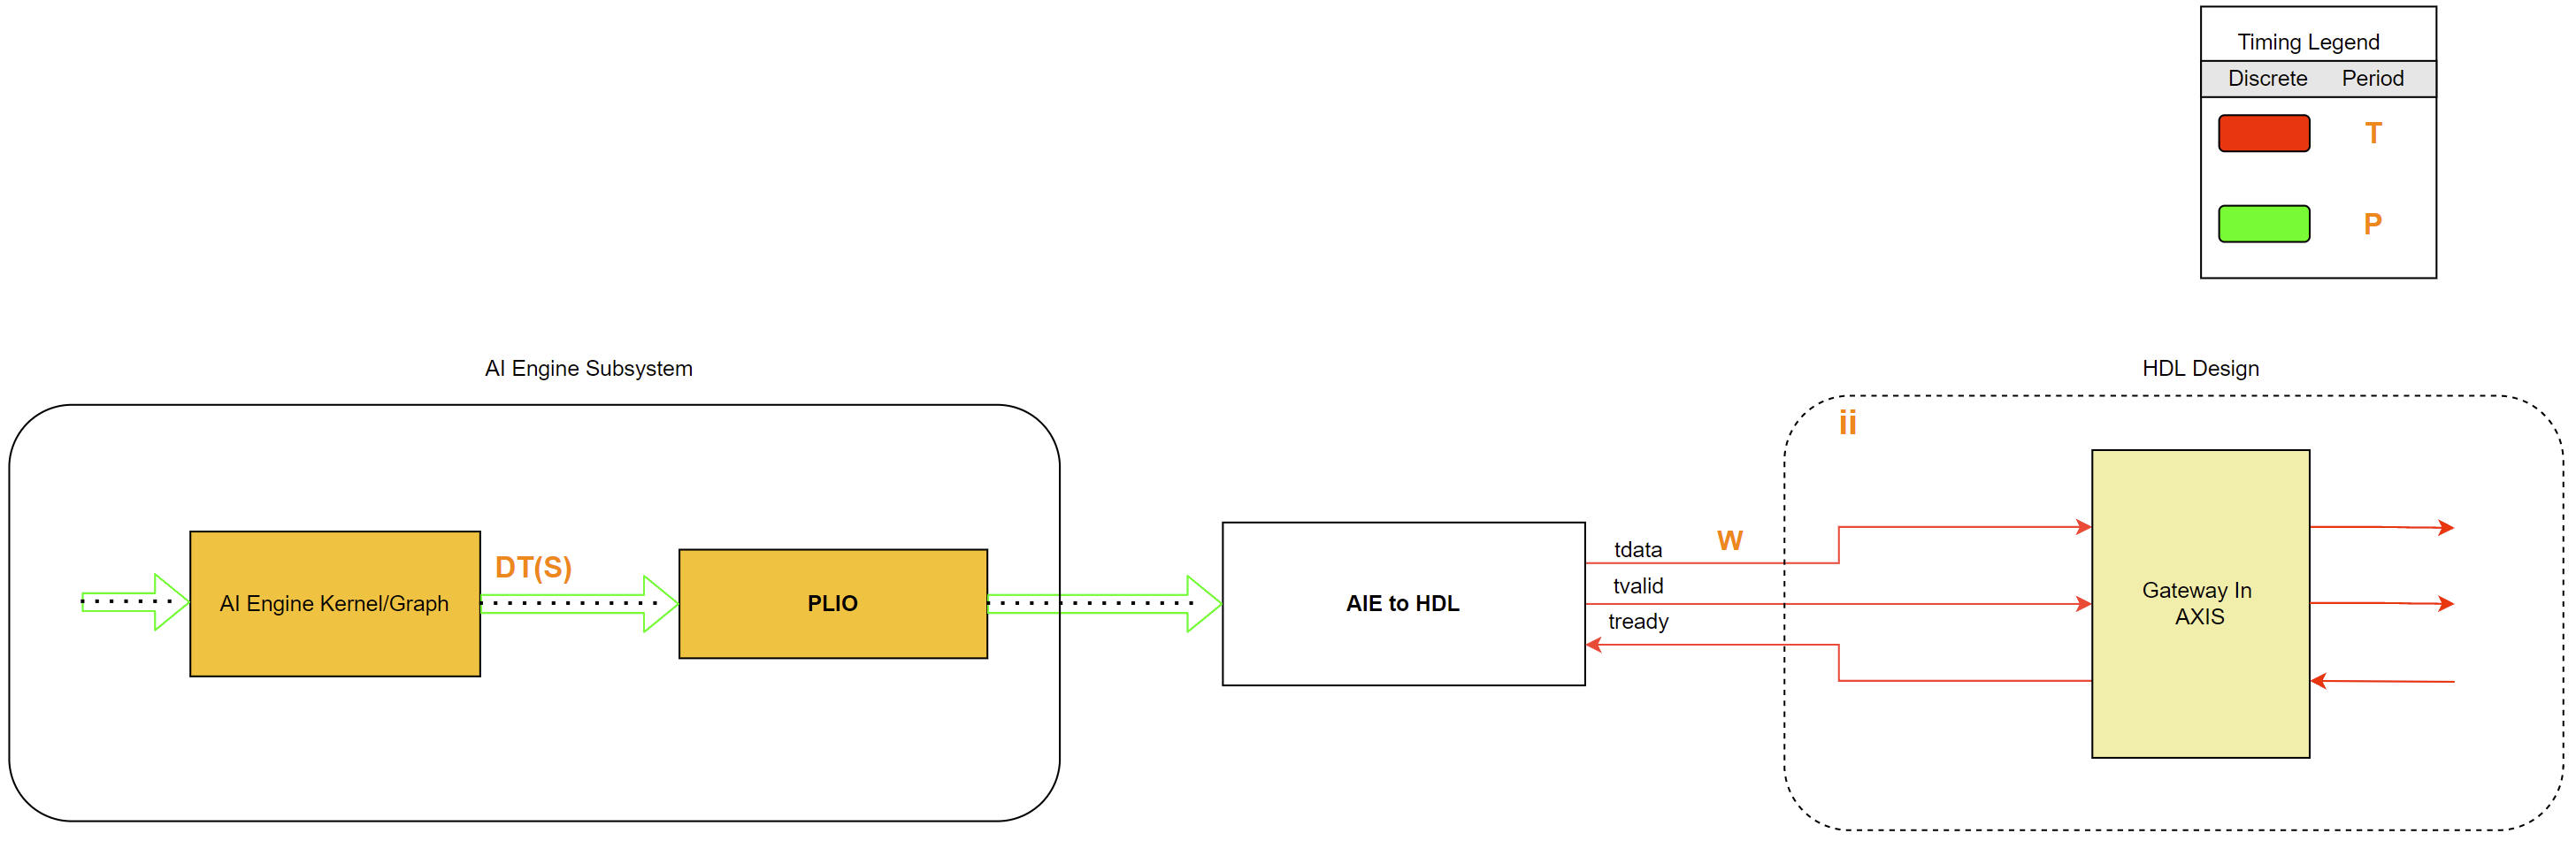 Timing Legend
Discrete Period
T
P
AI Engine Subsystem
HDL Design
ii
AI Engine Kernel/Graph
DT(S)
PLIO
AIE to HDL
tdata
W
tvalid
tready
Gateway In
AXIS